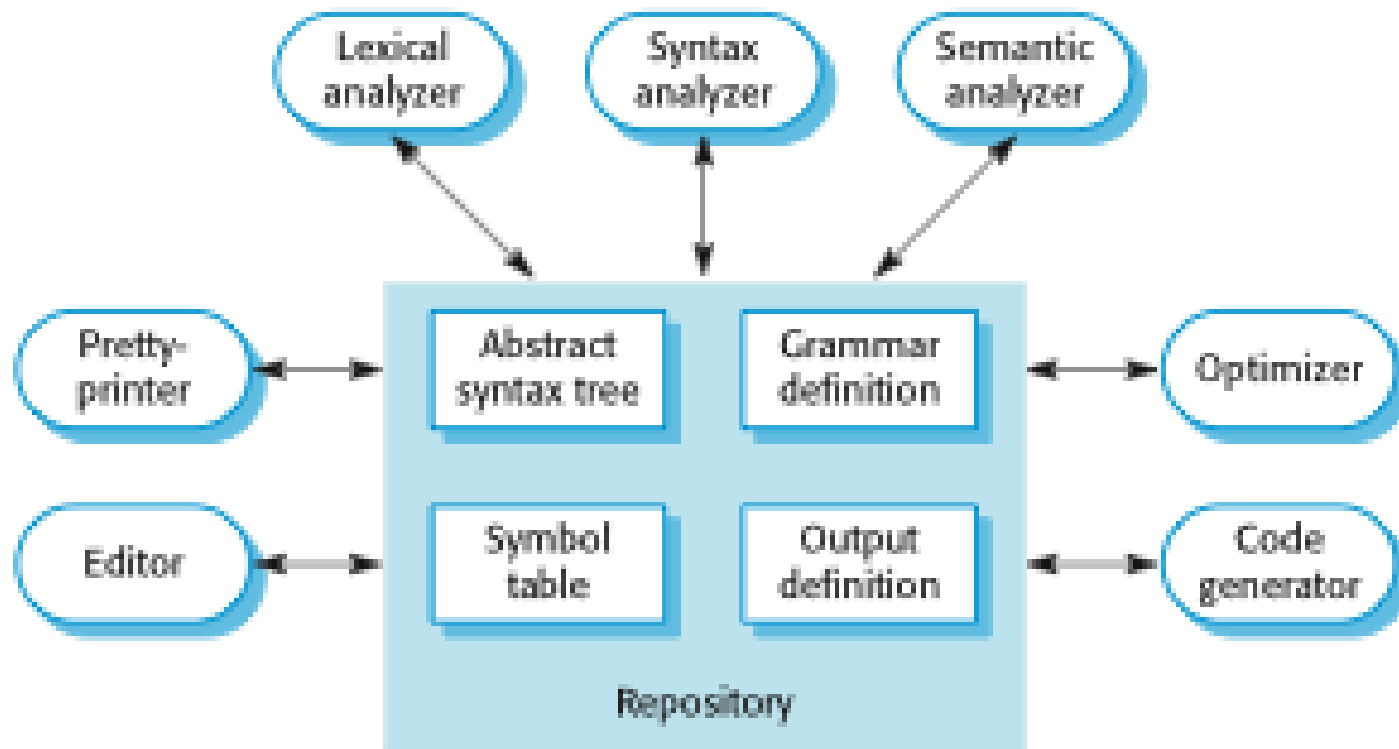 Lexical
analyzer
Syntax
analyzer
Semantic
analyzer
Pretty-
printer
Abstract
syntax tree
Grammar
definition
Optimizer
Editor
Symbol
table
Output
definition
Code
generator
Repository